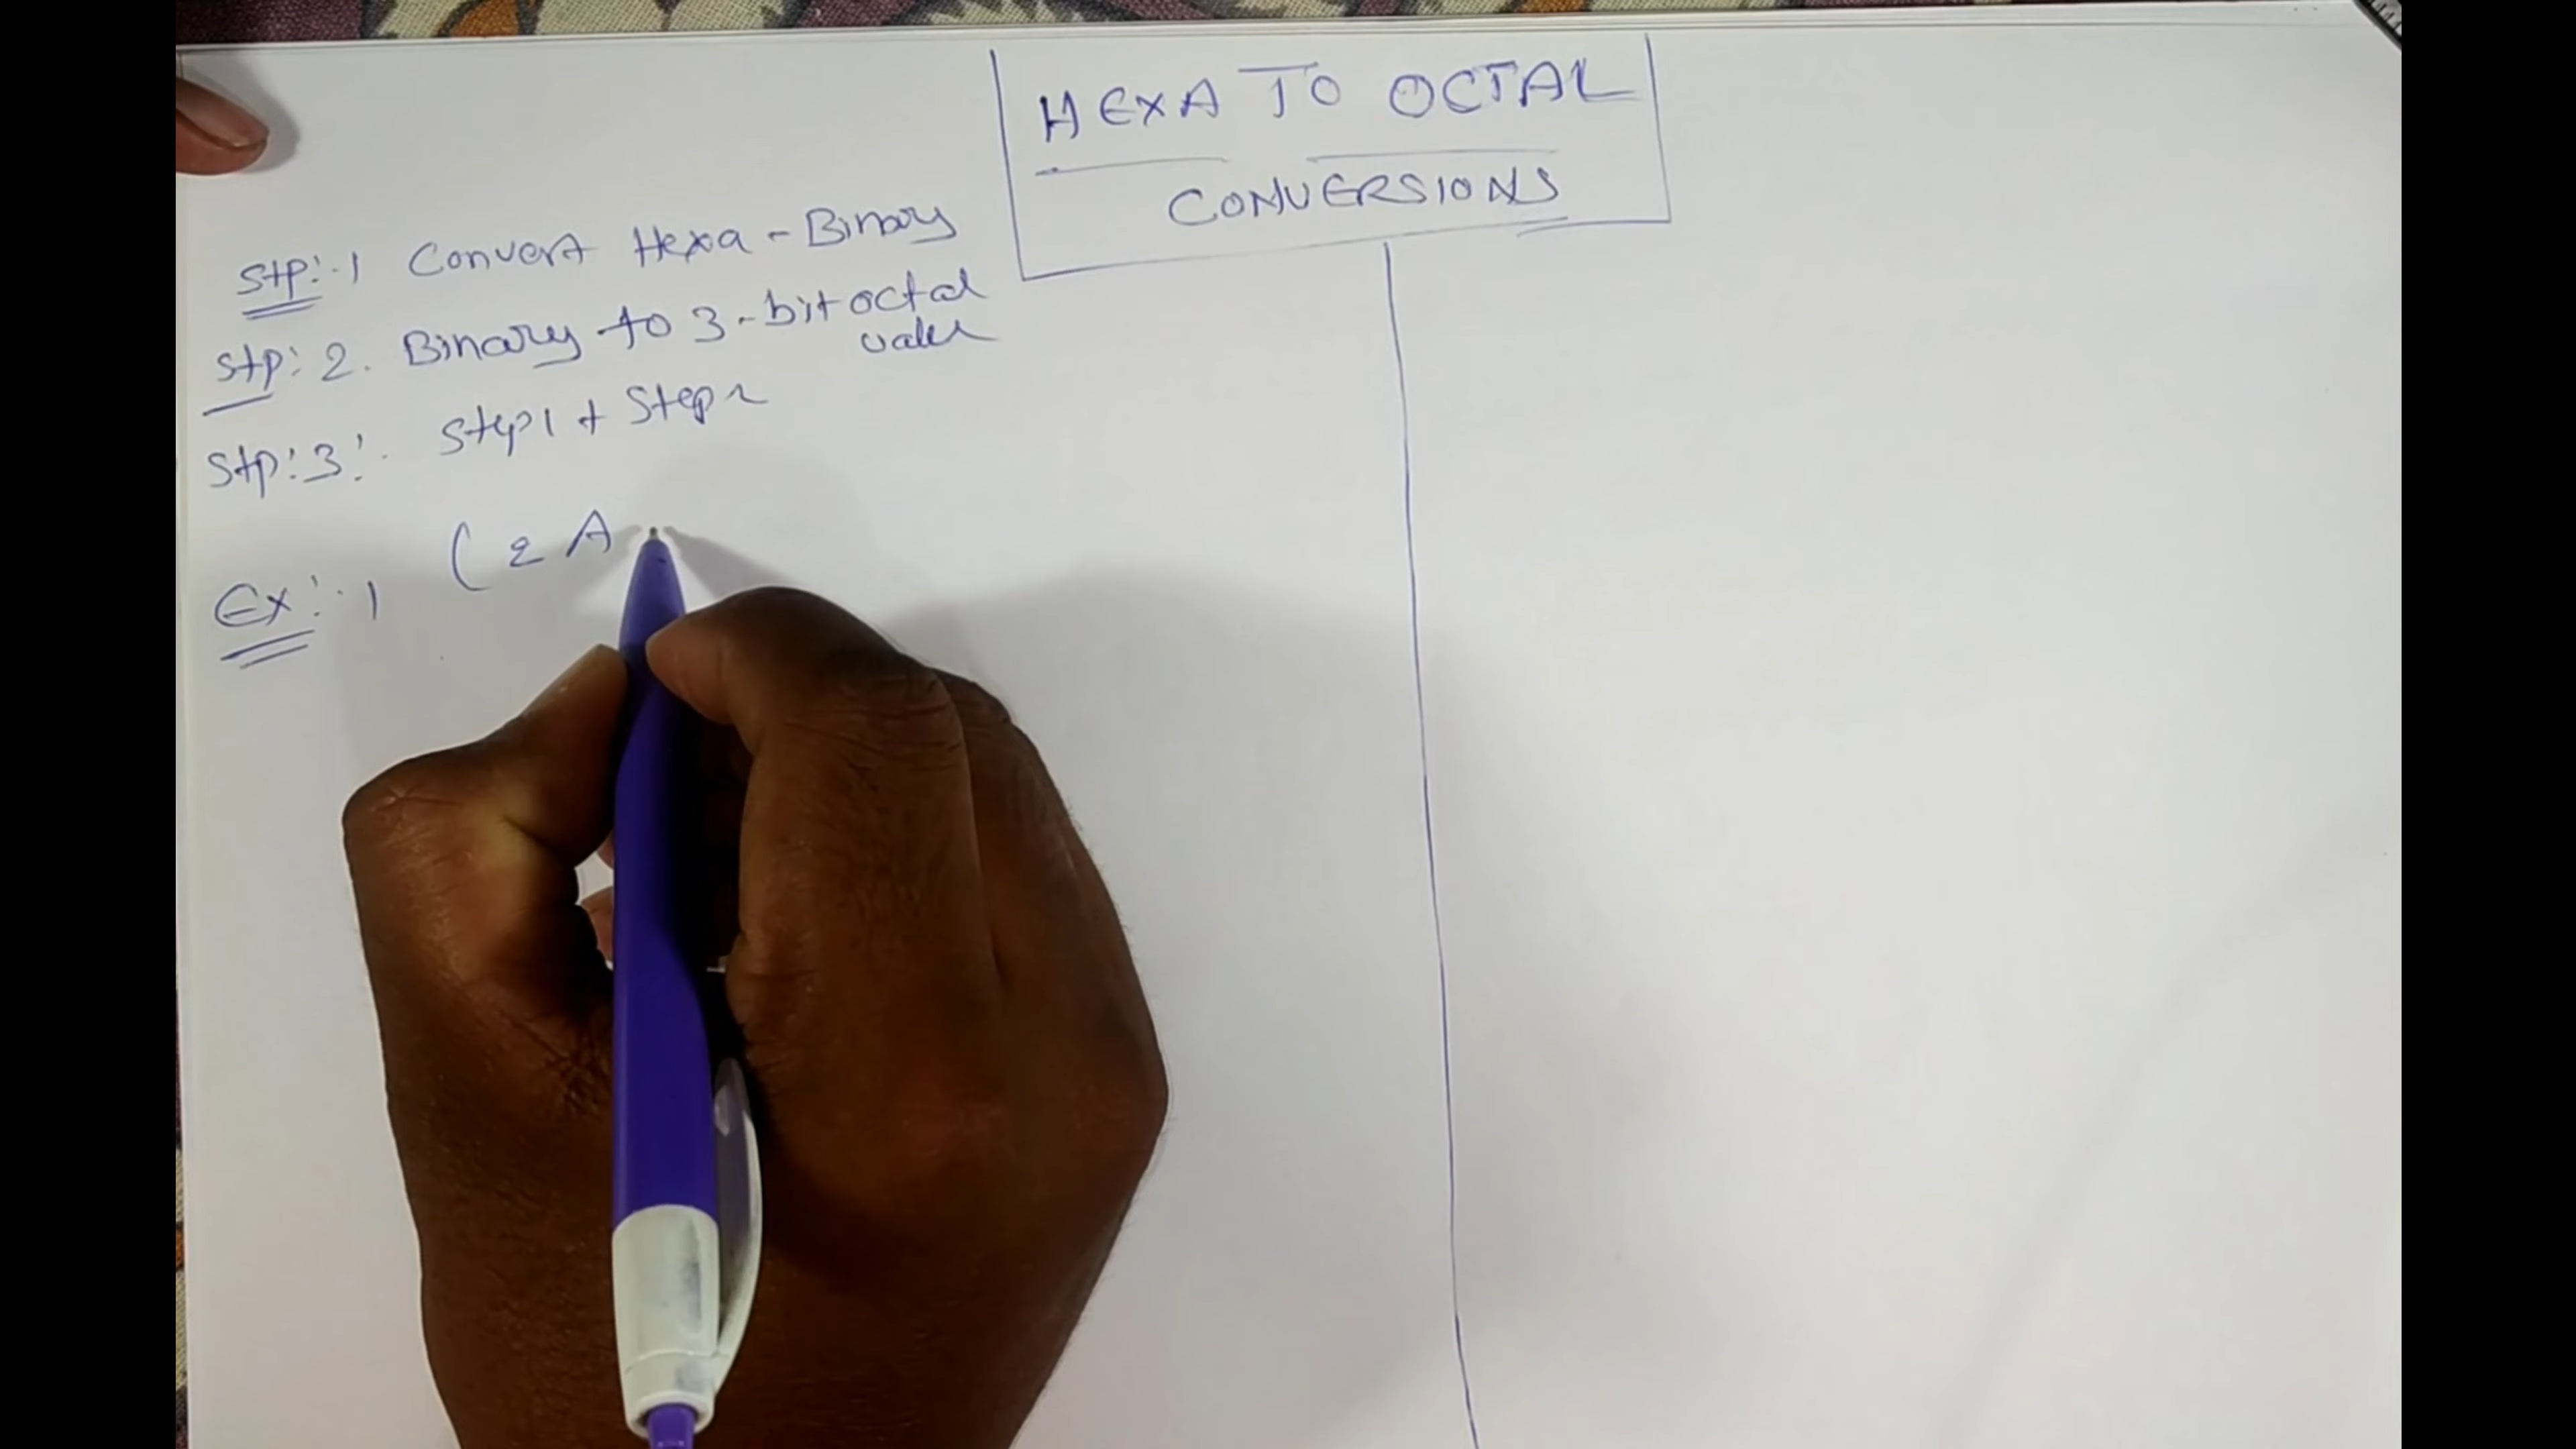 HEXA TO OCTAL
CONVERSIONS
Stp:-1 Convert Hexa-Binary
Stp:2. Binary to 3-bit octal
Stp:3:- Step1 + Step2
Ex:-1 (2A